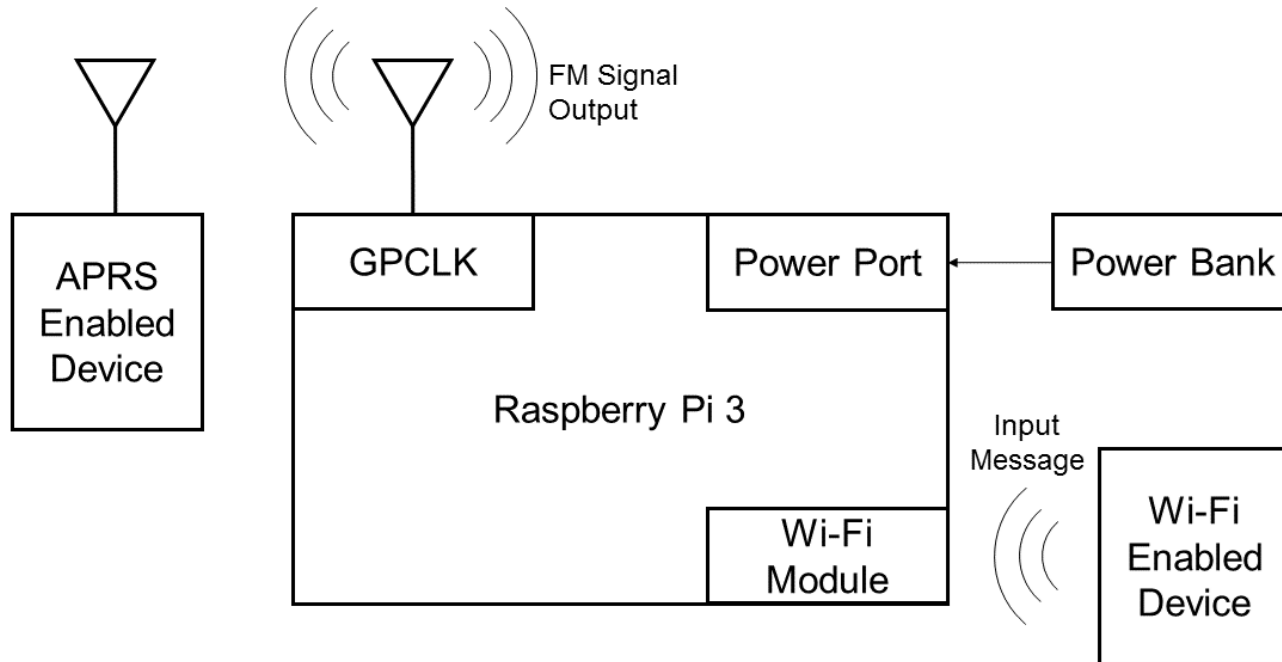 FM Signal
Output
APRS
Enabled
Device
GPCLK
Power Port
Power Bank
Raspberry Pi 3
Input
Message
Wi-Fi
Module
Wi-Fi
Enabled
Device